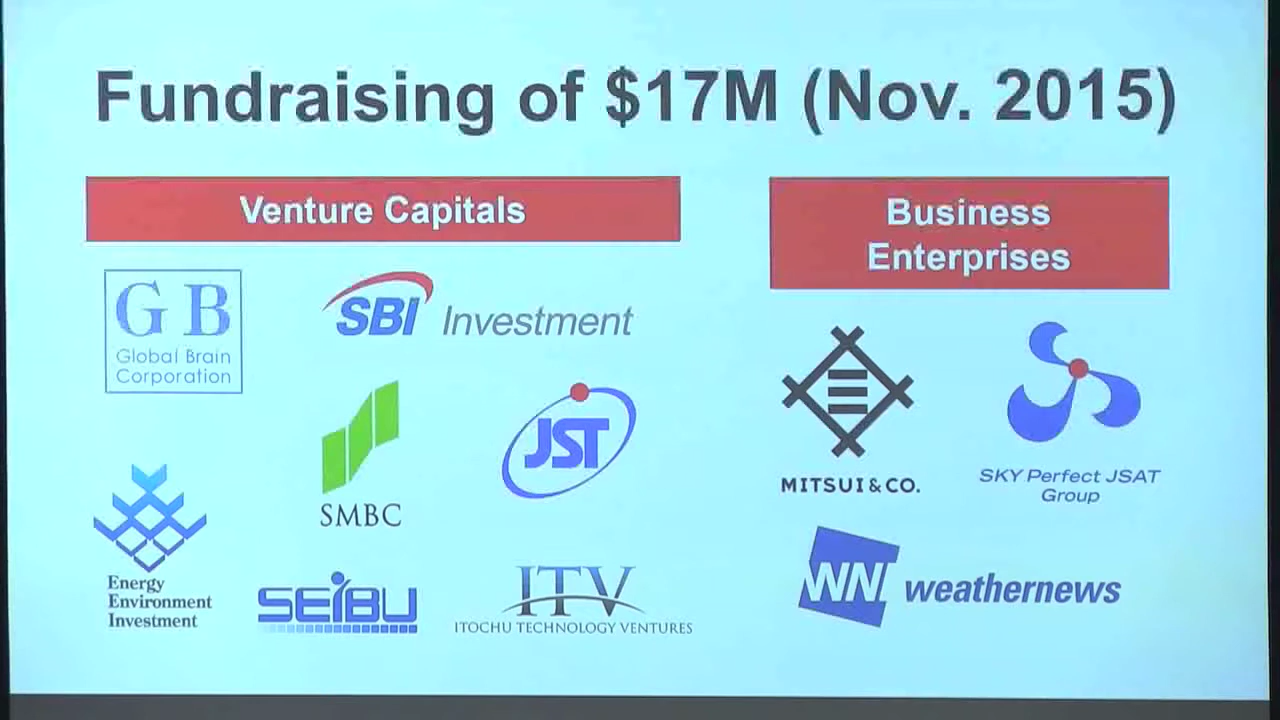 Fundraising of $17M (Nov. 2015)
Venture Capitals
GB
Global Brain
Corporation
SBI Investment
SMBC
JST
Energy
Environment
Investment
SEIBU
ITV
ITOCHU TECHNOLOGY VENTURES
Business
Enterprises
MITSUI & CO.
SKY Perfect JSAT
Group
WNI weathernews